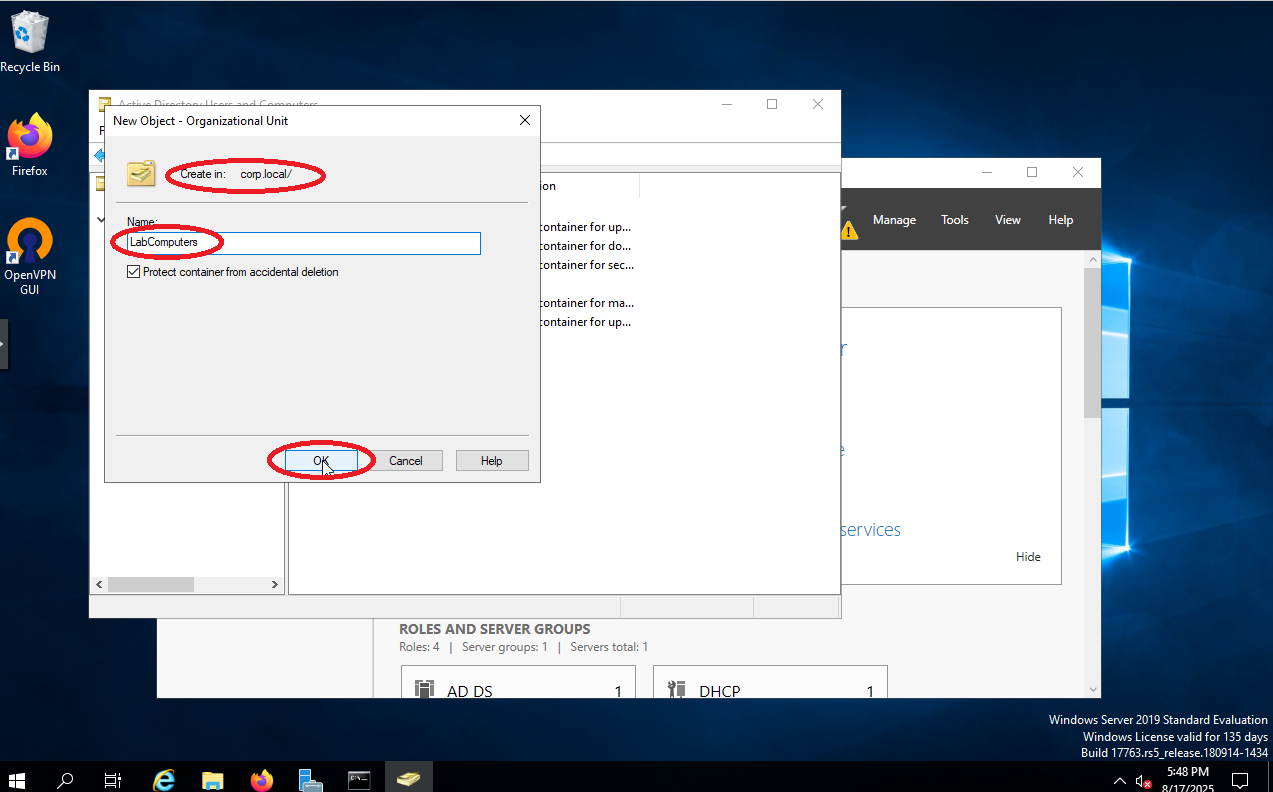 Recycle Bin
Firefox
OpenVPN
GUI
Active Directory Users and Computers
New Object - Organizational Unit
Create in: corp.local/
Name:
LabComputers
Protect container from accidental deletion
OK
Cancel
Help
container for up...
container for do...
container for sec...
container for ma...
container for up...
Manage
Tools
View
Help
services
Hide
ROLES AND SERVER GROUPS
Roles: 4 | Server groups: 1 | Servers total: 1
AD DS 1
DHCP 1
Windows Server 2019 Standard Evaluation
Windows License valid for 135 days
Build 17763.rs5_release.180914-1434
5:48 PM
8/17/2025